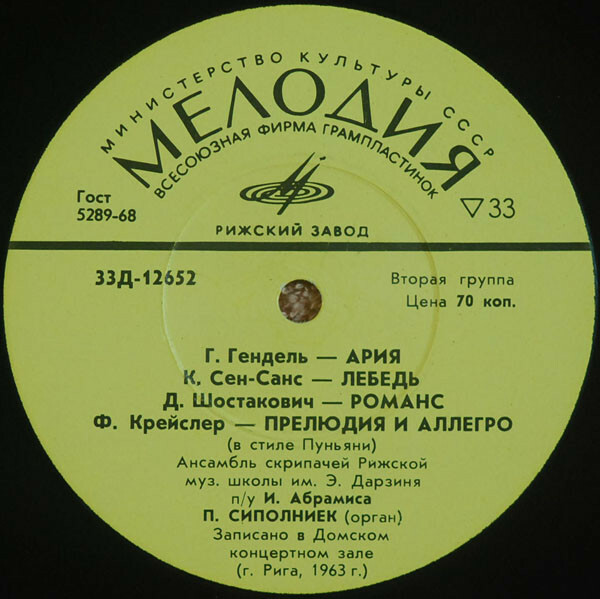 МИНИСТЕРСТВО КУЛЬТУРЫ СССР
МЕЛОДИЯ
ВСЕСОЮЗНАЯ ФИРМА ГРАМПЛАСТИНОК
Гост
5289-68
▽33
РИЖСКИЙ ЗАВОД
33Д-12652
Вторая группа
Цена 70 коп.
Г. Гендель — АРИЯ
К. Сен-Санс — ЛЕБЕДЬ
Д. Шостакович — РОМАНС
Ф. Крейслер — ПРЕЛЮДИЯ И АЛЛЕГРО
(в стиле Пуньяни)
Ансамбль скрипачей Рижской
муз. школы им. Э. Дарзиня
п/у И. Абрамиса
П. СИПОЛНИЕК (орган)
Записано в Домском
концертном зале
(г. Рига, 1963 г.)